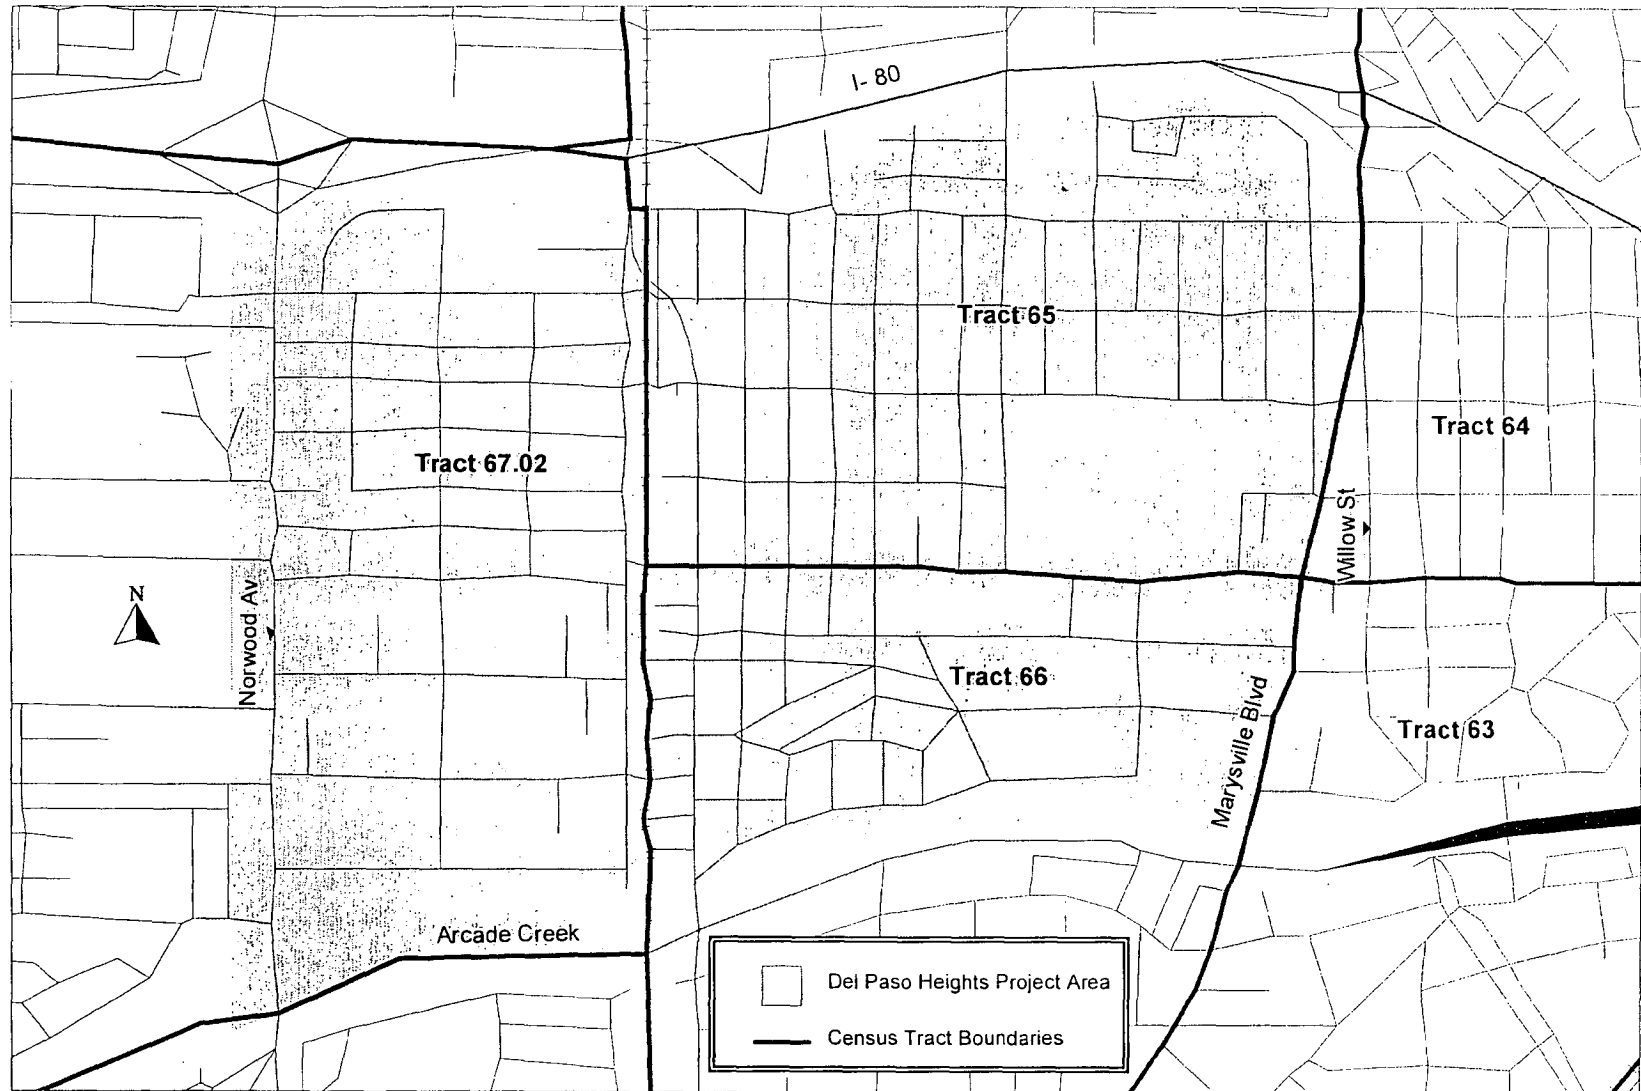 I- 80
Tract 65
Tract 64
Tract 67.02
Willow St
N
Norwood Av
Tract 66
Marysville Blvd
Tract 63
Arcade Creek
Del Paso Heights Project Area
Census Tract Boundaries